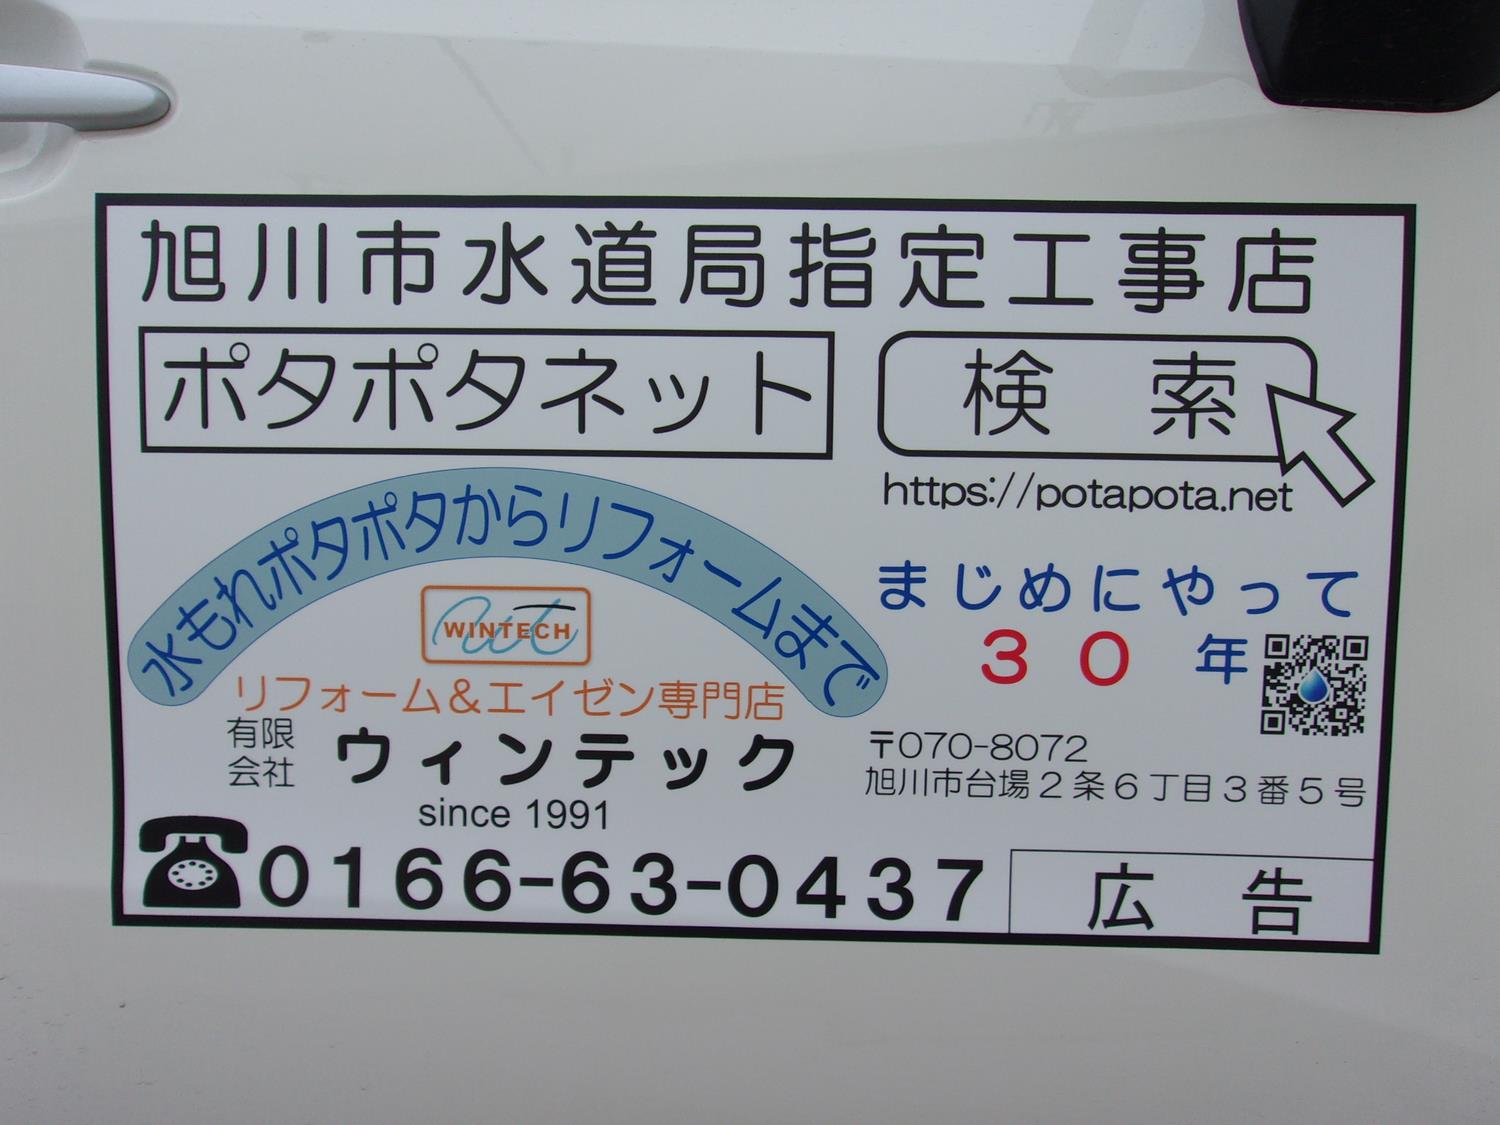 旭川市水道局指定工事店
ポタポタネット
検 索
https://potapota.net
水もれポタポタからリフォームまで
WINTECH
リフォーム＆エイゼン専門店
有限会社 ウィンテック
since 1991
まじめにやって
３０年
〒070-8072
旭川市台場２条６丁目３番５号
0166-63-0437
広 告